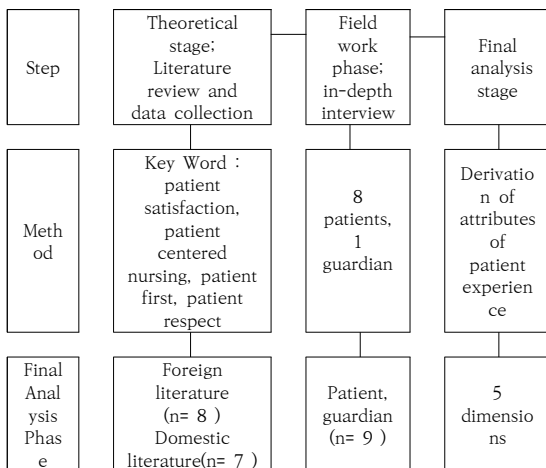 Step
Theoretical
stage;
Literature
review and
data collection
Field
work
phase;
in-depth
interview
Final
analysis
stage
Meth
od
Key Word :
patient
satisfaction,
patient
centered
nursing, patient
first, patient
respect
8
patients,
1
guardian
Derivatio
n of
attributes
of
patient
experien
ce
Final
Anal
ysis
Phas
e
Foreign
literature
(n= 8 )
Domestic
literature(n= 7 )
Patient,
guardian
(n= 9 )
5
dimensio
ns